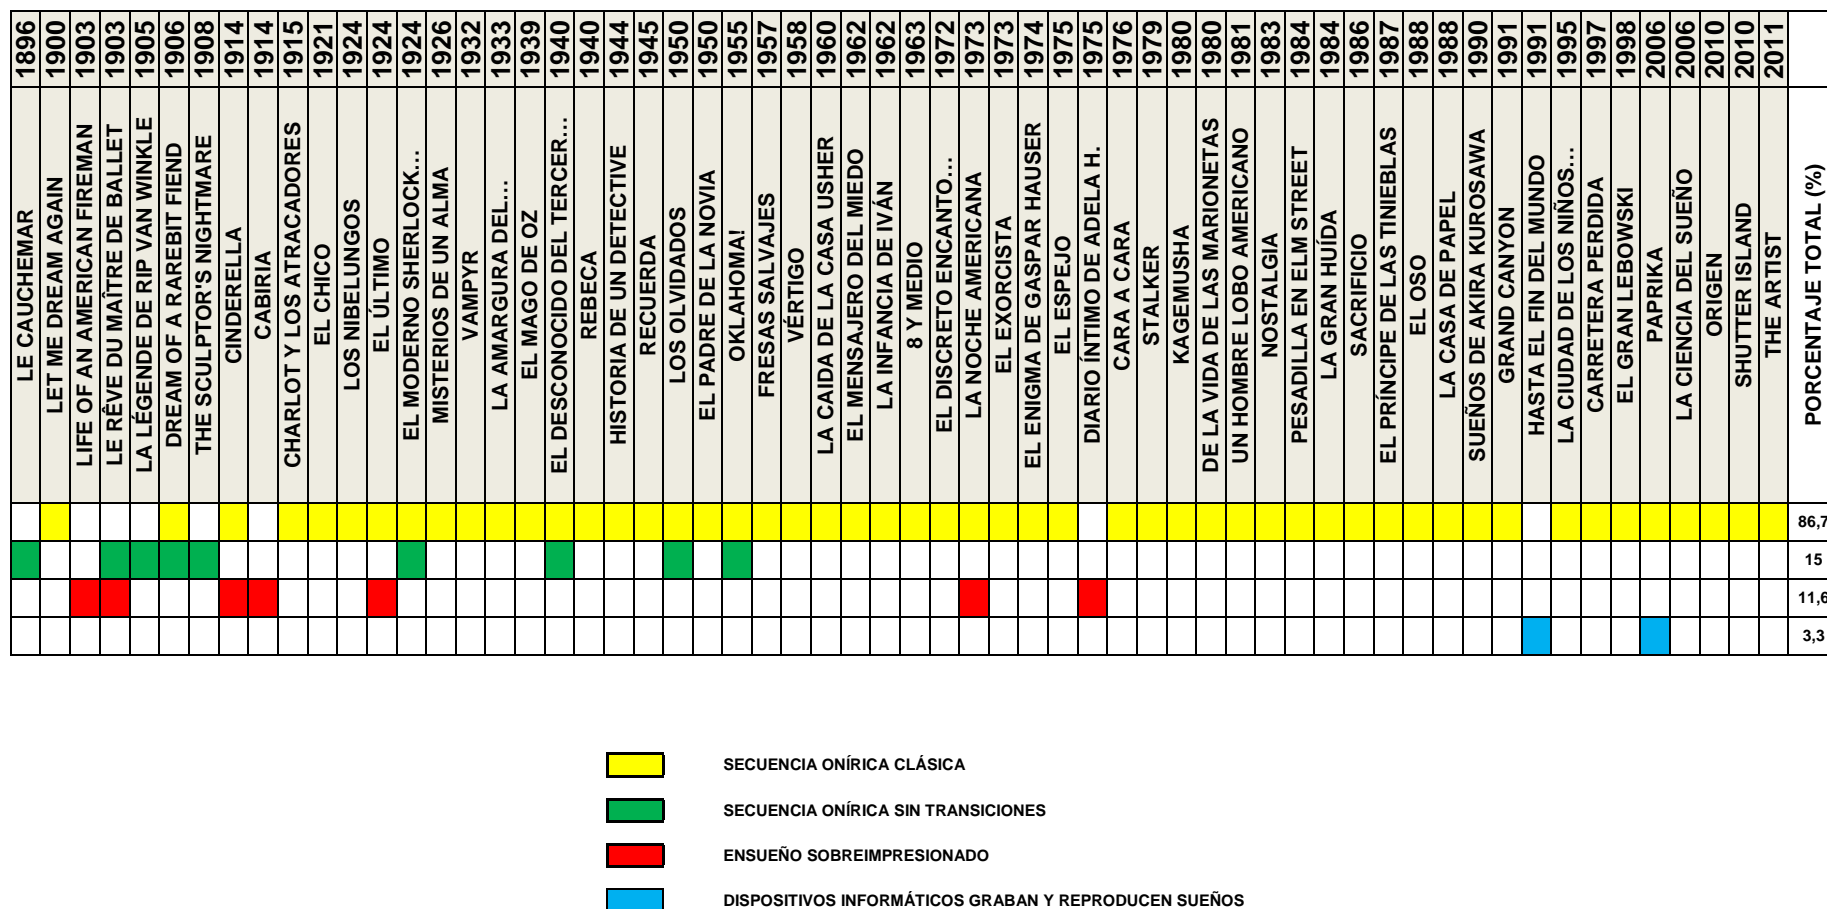 1896
1900
1903
1903
1905
1906
1908
1914
1914
1915
1921
1924
1924
1924
1926
1932
1933
1939
1940
1940
1944
1945
1950
1950
1955
1957
1958
1960
1962
1962
1963
1972
1973
1973
1974
1975
1975
1976
1979
1980
1980
1981
1983
1984
1984
1986
1987
1988
1988
1990
1991
1991
1995
1997
1998
2006
2006
2010
2010
2011
LE CAUCHEMAR
LET ME DREAM AGAIN
LIFE OF AN AMERICAN FIREMAN
LE RÊVE DU MAÎTRE DE BALLET
LA LÉGENDE DE RIP VAN WINKLE
DREAM OF A RAREBIT FIEND
THE SCULPTOR'S NIGHTMARE
CINDERELLA
CABIRIA
CHARLOT Y LOS ATRACADORES
EL CHICO
LOS NIBELUNGOS
EL ÚLTIMO
EL MODERNO SHERLOCK...
MISTERIOS DE UN ALMA
VAMPYR
LA AMARGURA DEL...
EL MAGO DE OZ
EL DESCONOCIDO DEL TERCER...
REBECA
HISTORIA DE UN DETECTIVE
RECUERDA
LOS OLVIDADOS
EL PADRE DE LA NOVIA
OKLAHOMA!
FRESAS SALVAJES
VÉRTIGO
LA CAIDA DE LA CASA USHER
EL MENSAJERO DEL MIEDO
LA INFANCIA DE IVÁN
8 Y MEDIO
EL DISCRETO ENCANTO...
LA NOCHE AMERICANA
EL EXORCISTA
EL ENIGMA DE GASPAR HAUSER
EL ESPEJO
DIARIO ÍNTIMO DE ADELA H.
CARA A CARA
STALKER
KAGEMUSHA
DE LA VIDA DE LAS MARIONETAS
UN HOMBRE LOBO AMERICANO
NOSTALGIA
PESADILLA EN ELM STREET
LA GRAN HUÍDA
SACRIFICIO
EL PRÍNCIPE DE LAS TINIEBLAS
EL OSO
LA CASA DE PAPEL
SUEÑOS DE AKIRA KUROSAWA
GRAND CANYON
HASTA EL FIN DEL MUNDO
LA CIUDAD DE LOS NIÑOS...
CARRETERA PERDIDA
EL GRAN LEBOWSKI
PAPRIKA
LA CIENCIA DEL SUEÑO
ORIGEN
SHUTTER ISLAND
THE ARTIST
PORCENTAJE TOTAL (%)
86,7
15
11,6
3,3
SECUENCIA ONÍRICA CLÁSICA
SECUENCIA ONÍRICA SIN TRANSICIONES
ENSUEÑO SOBREIMPRESIONADO
DISPOSITIVOS INFORMÁTICOS GRABAN Y REPRODUCEN SUEÑOS